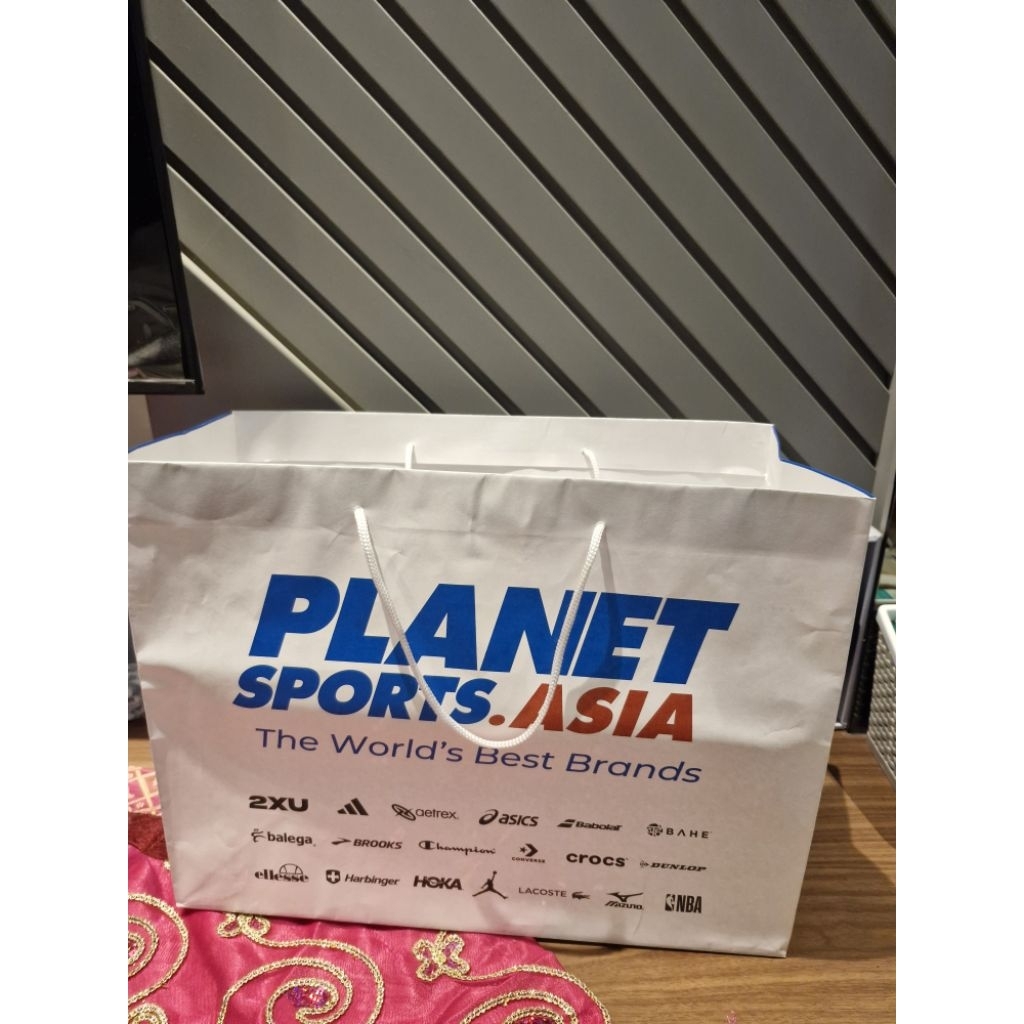 PLANET
SPORTS.ASIA
The World's Best Brands
2XU aetrex. asics Babolat BAHE
balega. BROOKS Champion CONVERSE crocs DUNLOP
ellesse Harbinger HOKA LACOSTE MIZUNO NBA